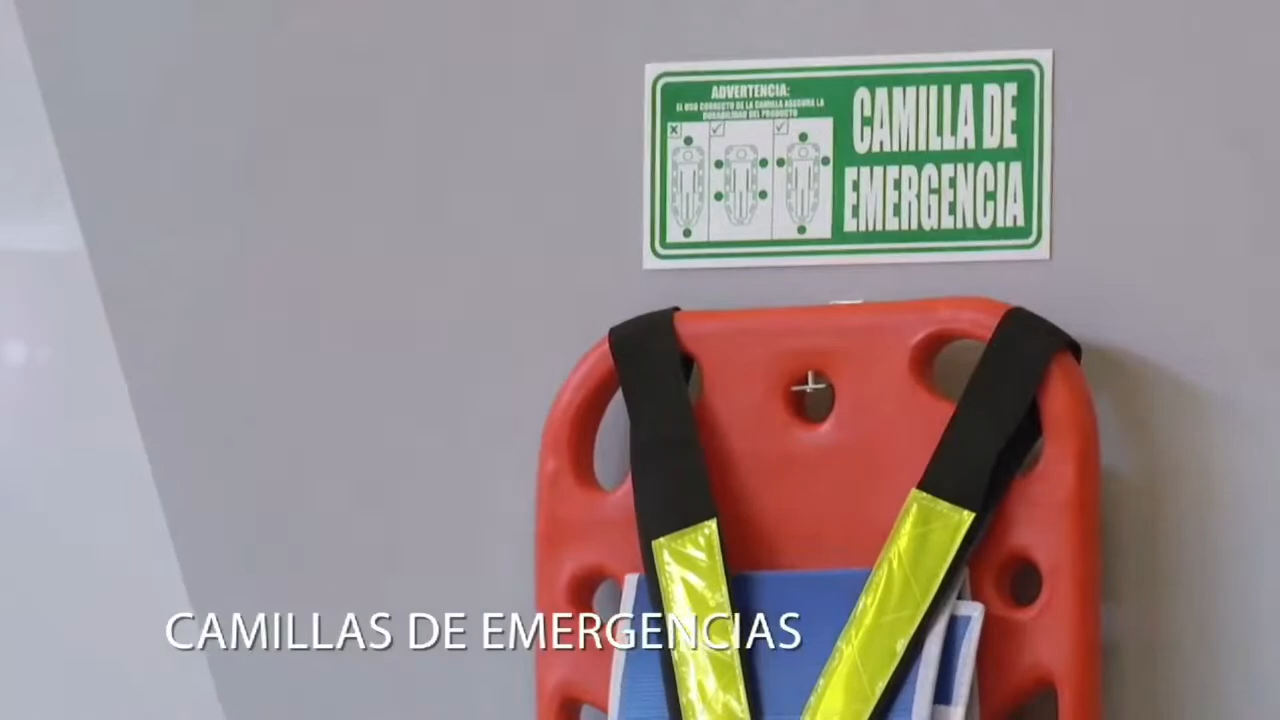 ADVERTENCIA:
EL USO CORRECTO DE LA CAMILLA ASEGURA LA
DURABILIDAD DEL PRODUCTO
CAMILLA DE
EMERGENCIA
CAMILLAS DE EMERGENCIAS